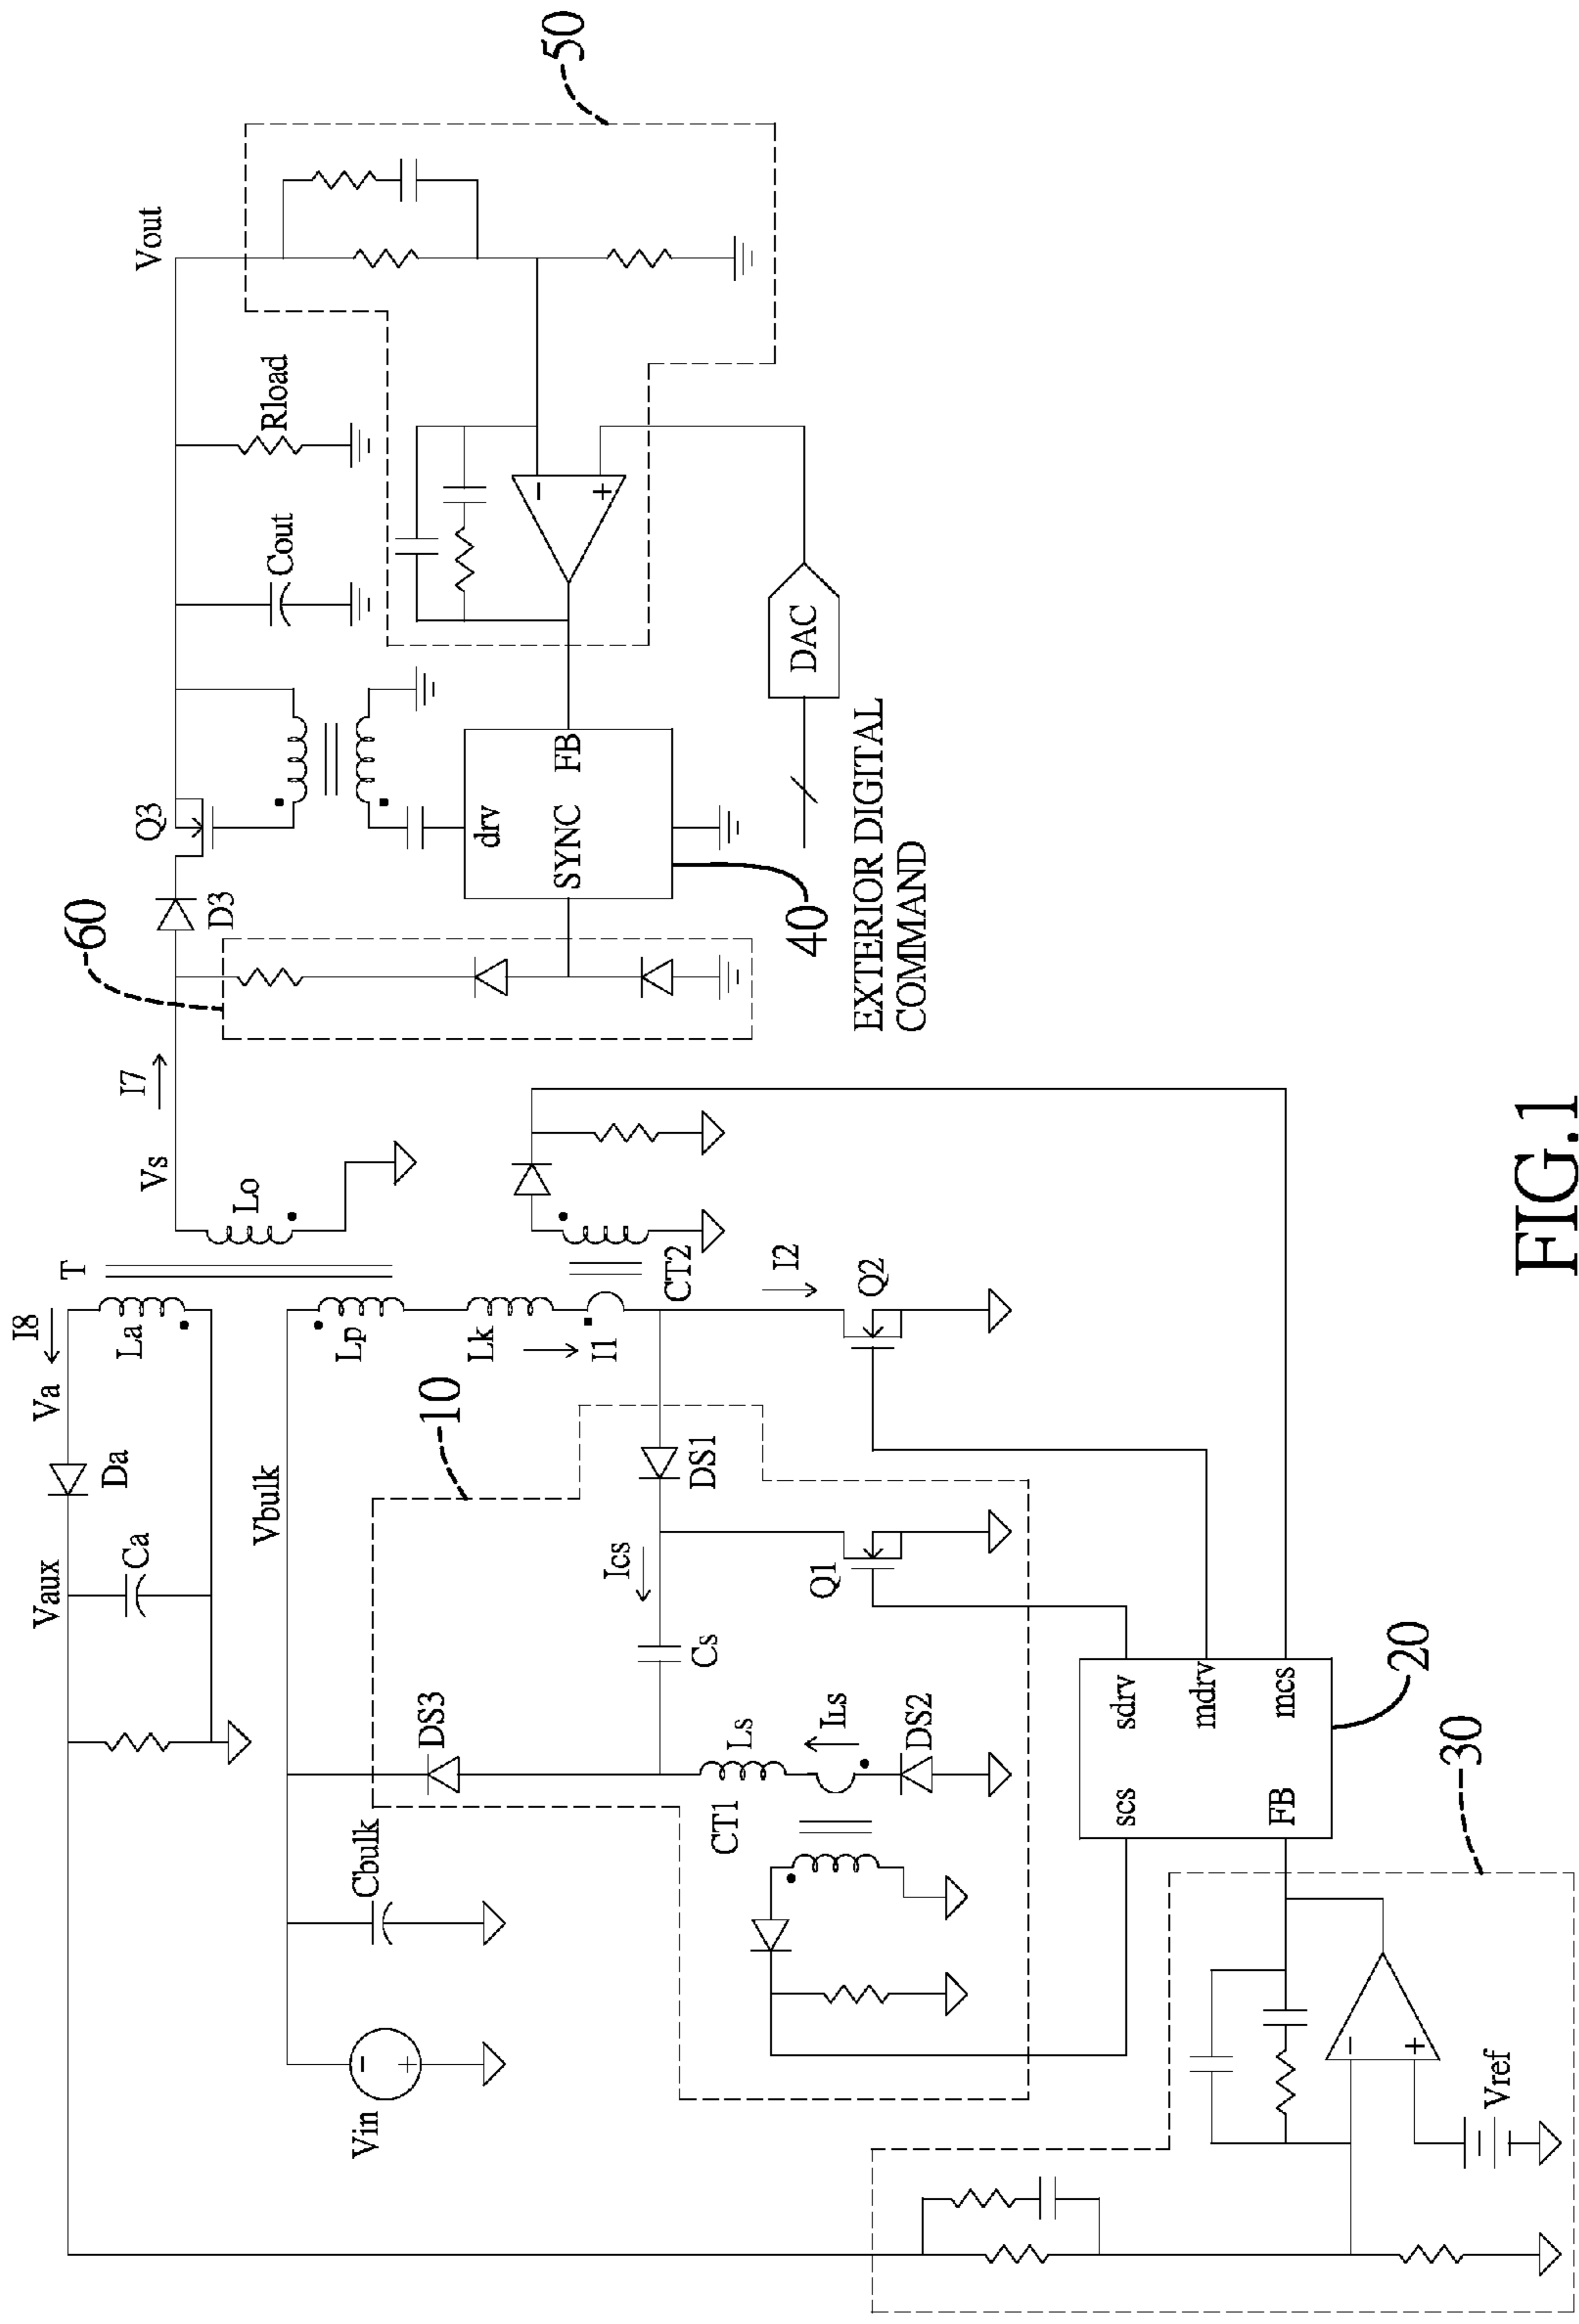 50
Vout
Rload
Cout
Q3
D3
60
drv
FB
SYNC
40
DAC
EXTERIOR DIGITAL
COMMAND
I7
Vs
Lo
T
I8
La
Va
Da
Vaux
Ca
Vbulk
Lp
Lk
I1
CT2
I2
Q2
10
DS1
Ics
Q1
Cs
DS3
Ls
ILs
DS2
CT1
Cbulk
Vin
sdrv
mdrv
mcs
scs
FB
20
30
Vref
- +
- +
- +
FIG.1